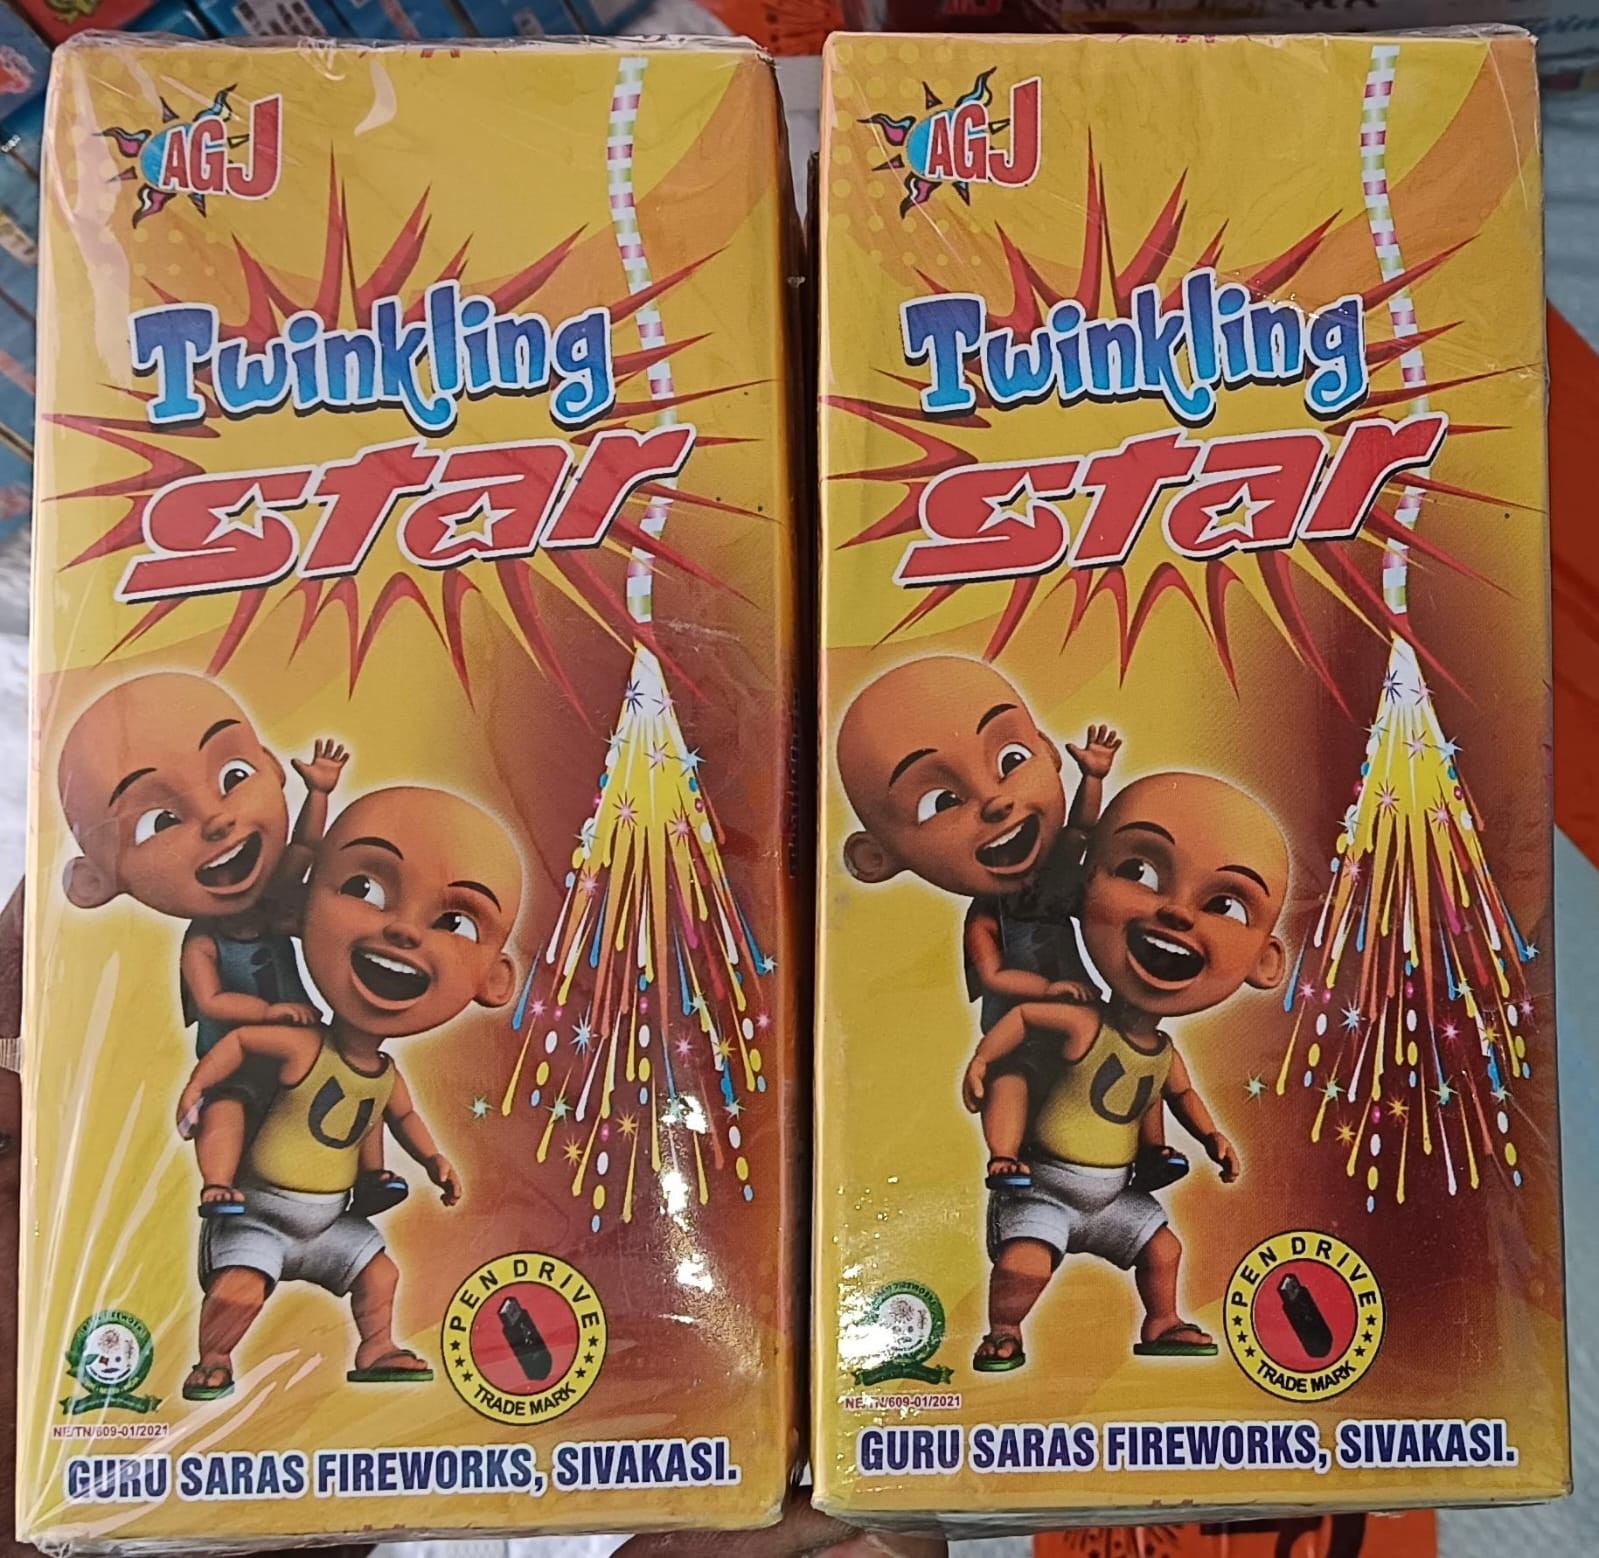 AGJ
Twinkling
Star
U
PEN DRIVE
TRADE MARK
NE/TN/609-01/2021
GURU SARAS FIREWORKS, SIVAKASI.
AGJ
Twinkling
Star
U
PEN DRIVE
TRADE MARK
NE/TN/609-01/2021
GURU SARAS FIREWORKS, SIVAKASI.